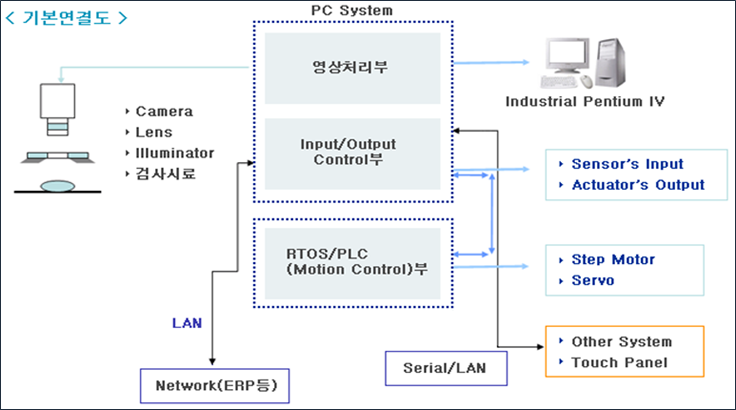 < 기본연결도 >
PC System
영상처리부
Industrial Pentium IV
Camera
Lens
Illuminator
검사시료
Input/Output
Control부
Sensor's Input
Actuator's Output
RTOS/PLC
(Motion Control)부
Step Motor
Servo
LAN
Network(ERP등)
Serial/LAN
Other System
Touch Panel